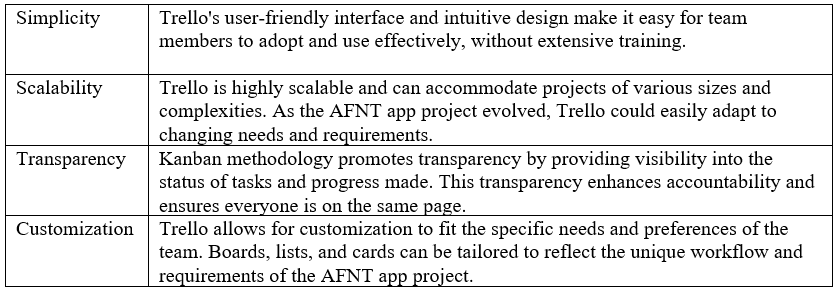 Simplicity
Trello's user-friendly interface and intuitive design make it easy for team
members to adopt and use effectively, without extensive training.
Scalability
Trello is highly scalable and can accommodate projects of various sizes and
complexities. As the AFNT app project evolved, Trello could easily adapt to
changing needs and requirements.
Transparency
Kanban methodology promotes transparency by providing visibility into the
status of tasks and progress made. This transparency enhances accountability and
ensures everyone is on the same page.
Customization
Trello allows for customization to fit the specific needs and preferences of the
team. Boards, lists, and cards can be tailored to reflect the unique workflow and
requirements of the AFNT app project.